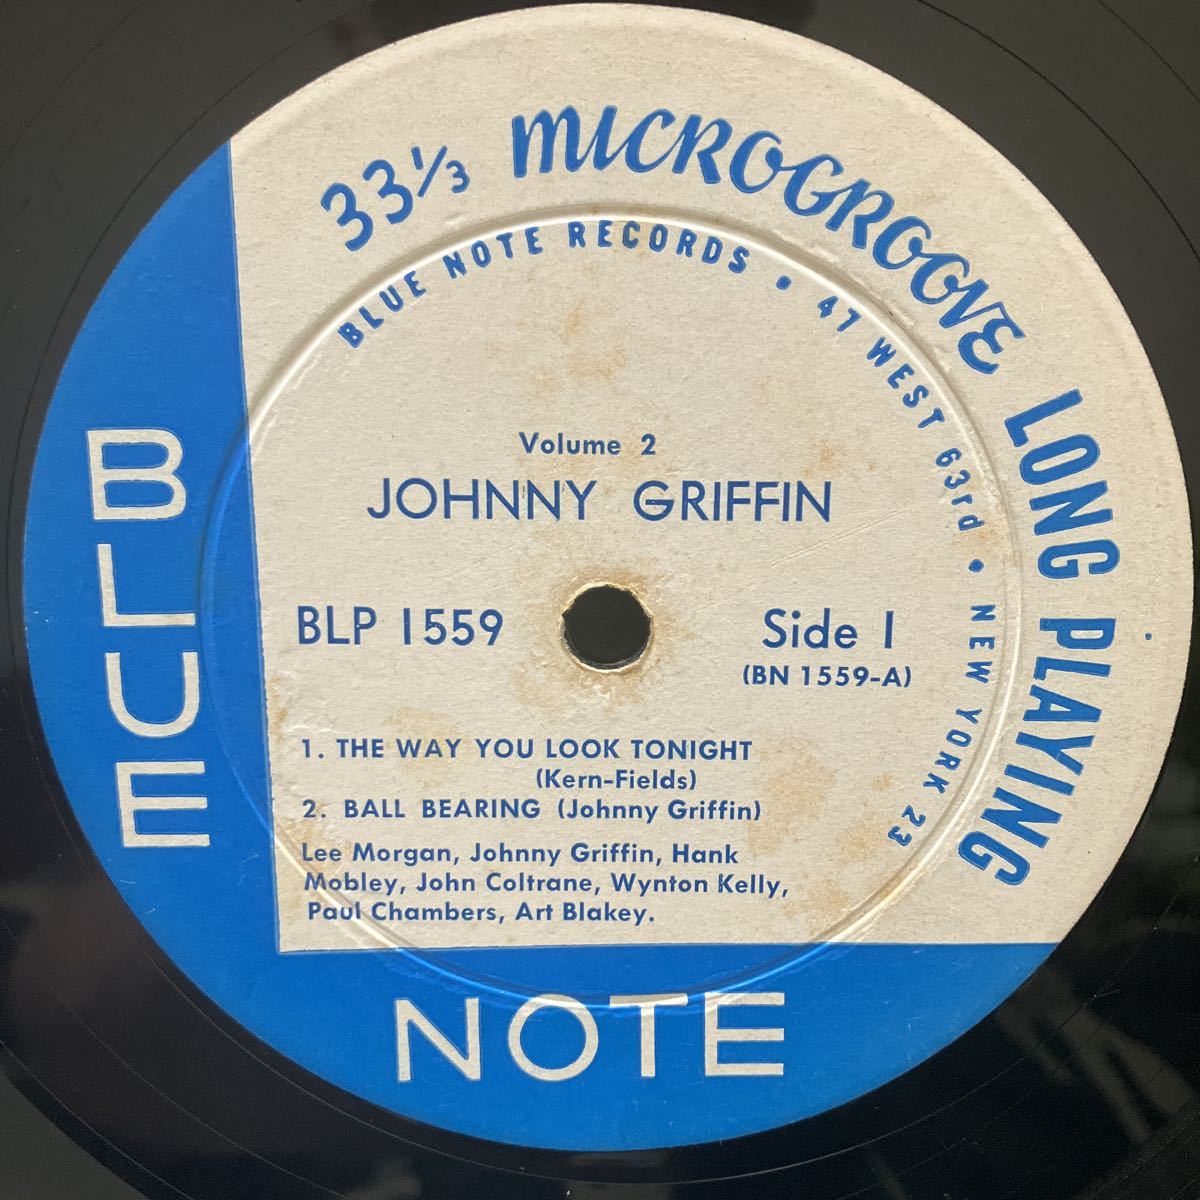 33⅓ MICROGROOVE LONG PLAYING
BLUE NOTE RECORDS • 47 WEST 63rd • NEW YORK 23
Volume 2
JOHNNY GRIFFIN
BLP 1559
Side 1
(BN 1559-A)
1. THE WAY YOU LOOK TONIGHT
(Kern-Fields)
2. BALL BEARING (Johnny Griffin)
Lee Morgan, Johnny Griffin, Hank
Mobley, John Coltrane, Wynton Kelly,
Paul Chambers, Art Blakey.
BLUE
NOTE